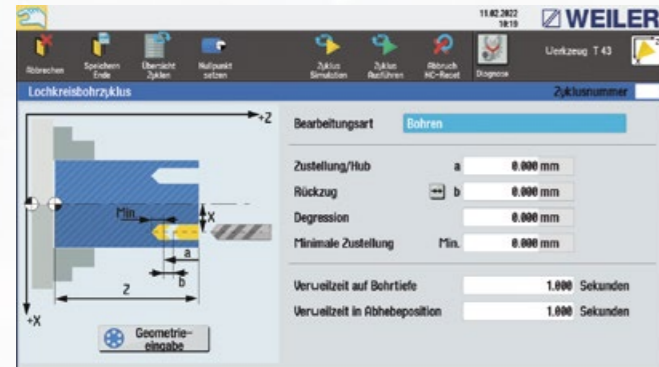 11.02.2022
10:19
WEILER
Abbrechen
Speichern
Ende
Übersicht
Zyklen
Nullpunkt
setzen
Zyklus
Simulation
Zyklus
Ausführen
Abbruch
NC-Reset
Diagnose
Werkzeug T 43
Lochkreisbohrzyklus
Zyklusnummer
+Z
Min.
X
a
b
Z
+X
Geometrie-
eingabe
Bearbeitungsart Bohren
Zustellung/Hub a 0.000 mm
Rückzug b 0.000 mm
Degression 0.000 mm
Minimale Zustellung Min. 0.000 mm
Verweilzeit auf Bohrtiefe 1.000 Sekunden
Verweilzeit in Abhebeposition 1.000 Sekunden